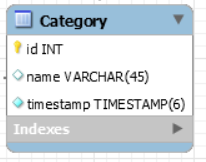 Category
id INT
name VARCHAR(45)
timestamp TIMESTAMP(6)
Indexes